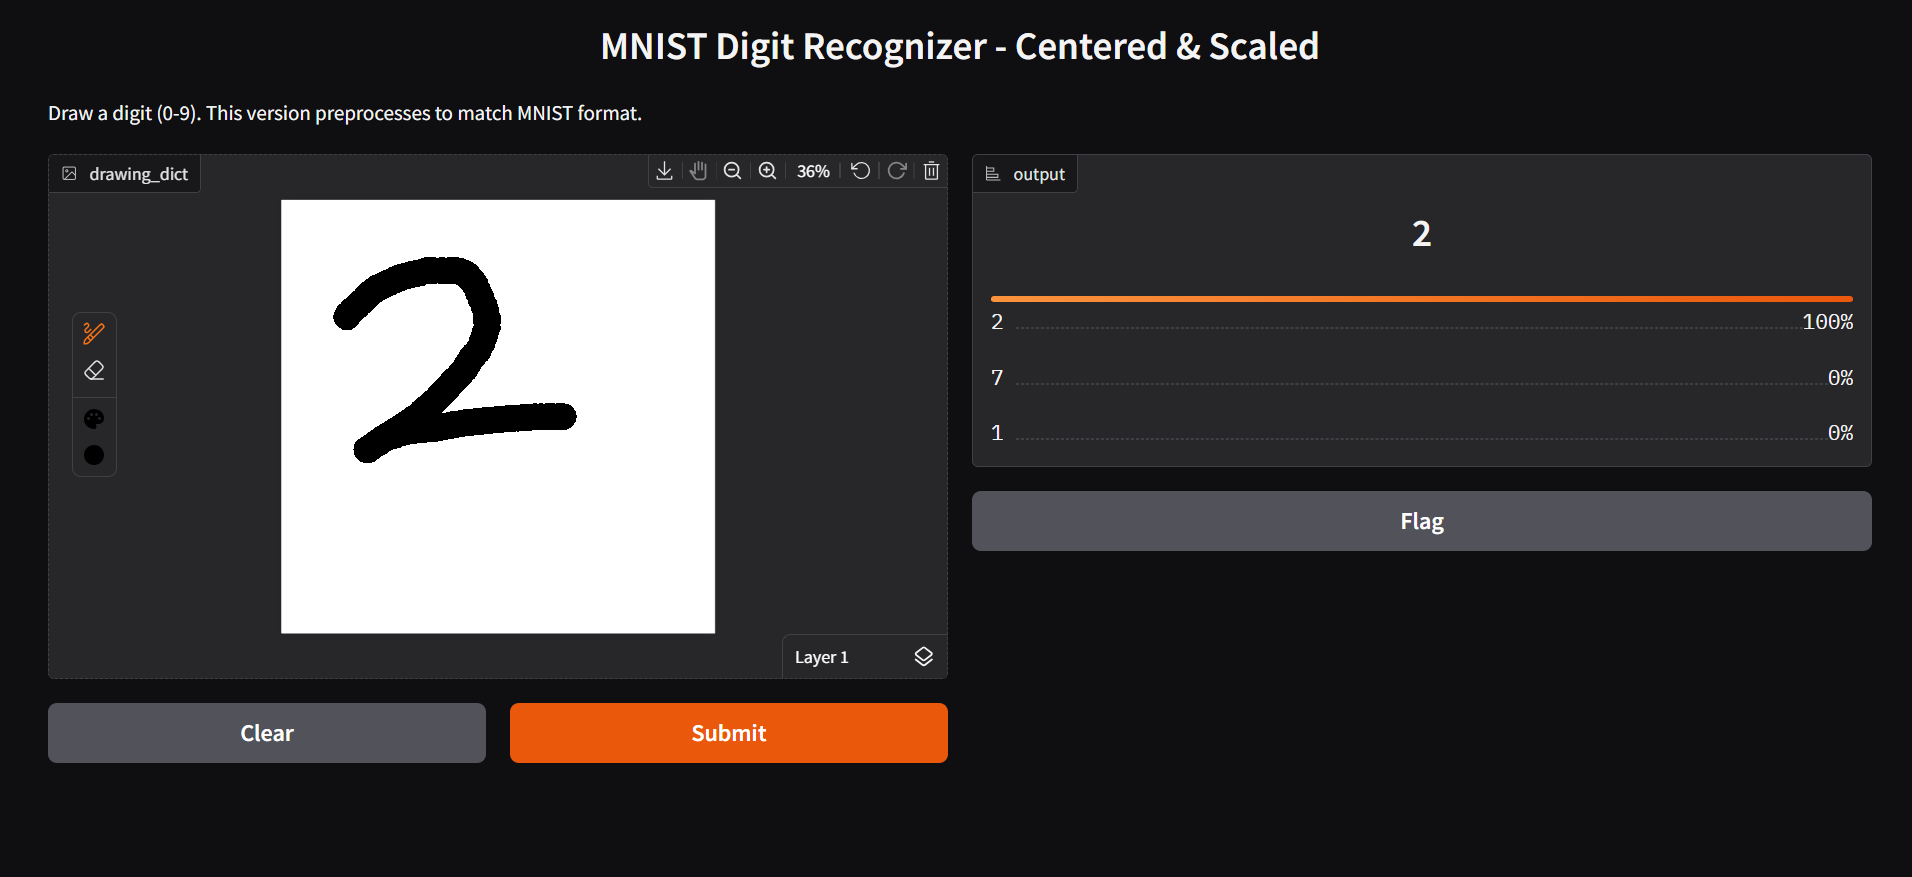 MNIST Digit Recognizer - Centered & Scaled
Draw a digit (0-9). This version preprocesses to match MNIST format.
drawing_dict
36%
2
Layer 1
Clear
Submit
output
2
2 100%
7 0%
1 0%
Flag